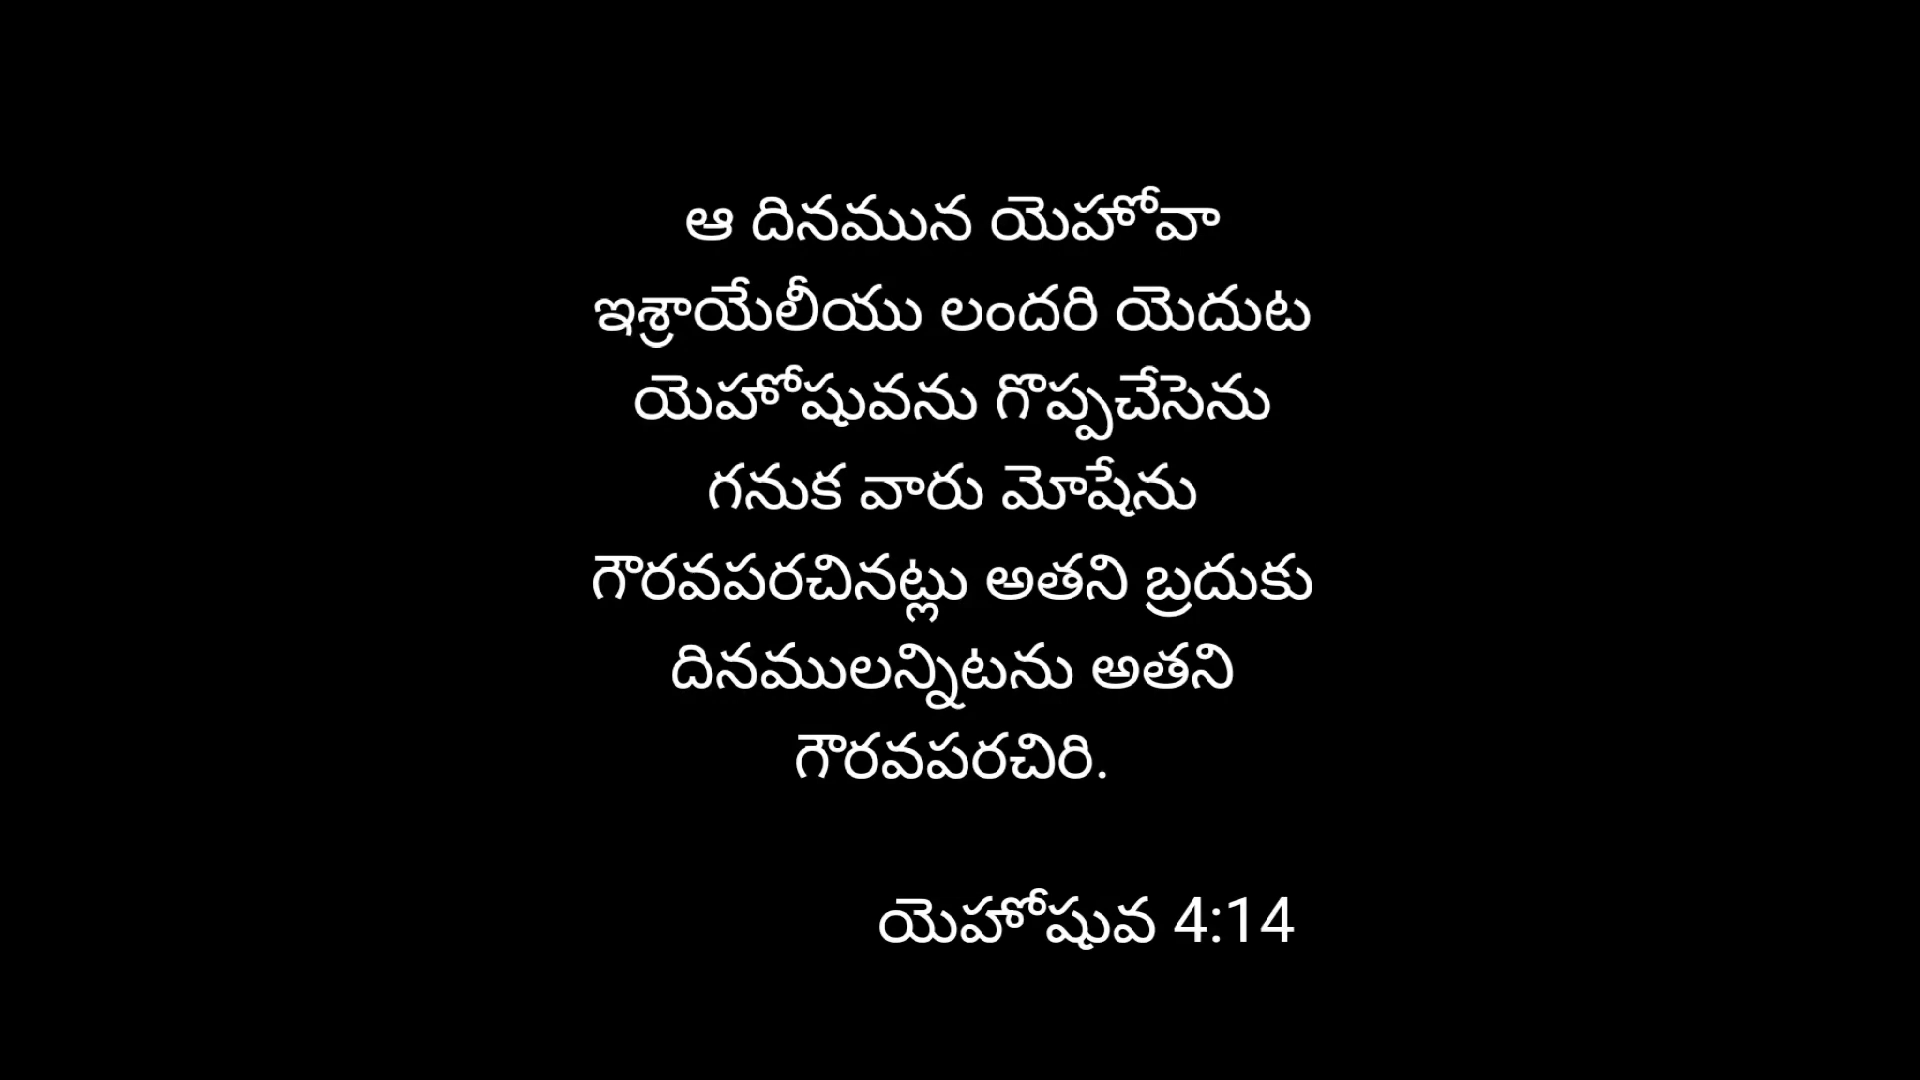 ఆ దినమున యెహోవా
ఇశ్రాయేలీయు లందరి యెదుట
యెహోషువను గొప్పచేసెను
గనుక వారు మోషేను
గౌరవపరచినట్లు అతని బ్రదుకు
దినములన్నిటను అతని
గౌరవపరచిరి.
యెహోషువ 4:14